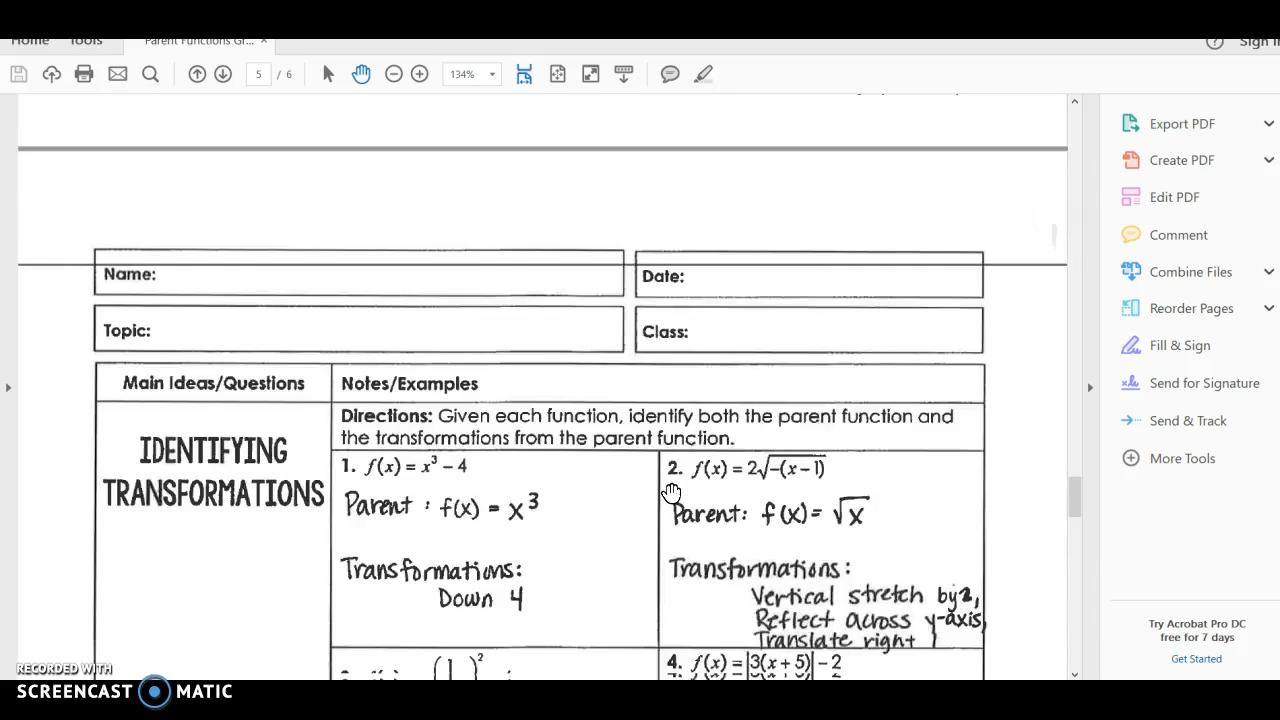 Home Tools Parent Functions Gr... ×
5 / 6 134%
Export PDF
Create PDF
Edit PDF
Comment
Combine Files
Reorder Pages
Fill & Sign
Send for Signature
Send & Track
More Tools
Try Acrobat Pro DC
free for 7 days
Get Started
Name:
Date:
Topic:
Class:
Main Ideas/Questions
Notes/Examples
IDENTIFYING
TRANSFORMATIONS
Directions: Given each function, identify both the parent function and
the transformations from the parent function.
1. f(x) = x³ − 4
Parent : f(x) = x³
Transformations:
Down 4
2. f(x) = 2√−(x − 1)
Parent: f(x) = √x
Transformations:
Vertical stretch by 2,
Reflect across y-axis,
Translate right 1
4. f(x) = |3(x + 5)| − 2
RECORDED WITH
SCREENCAST MATIC